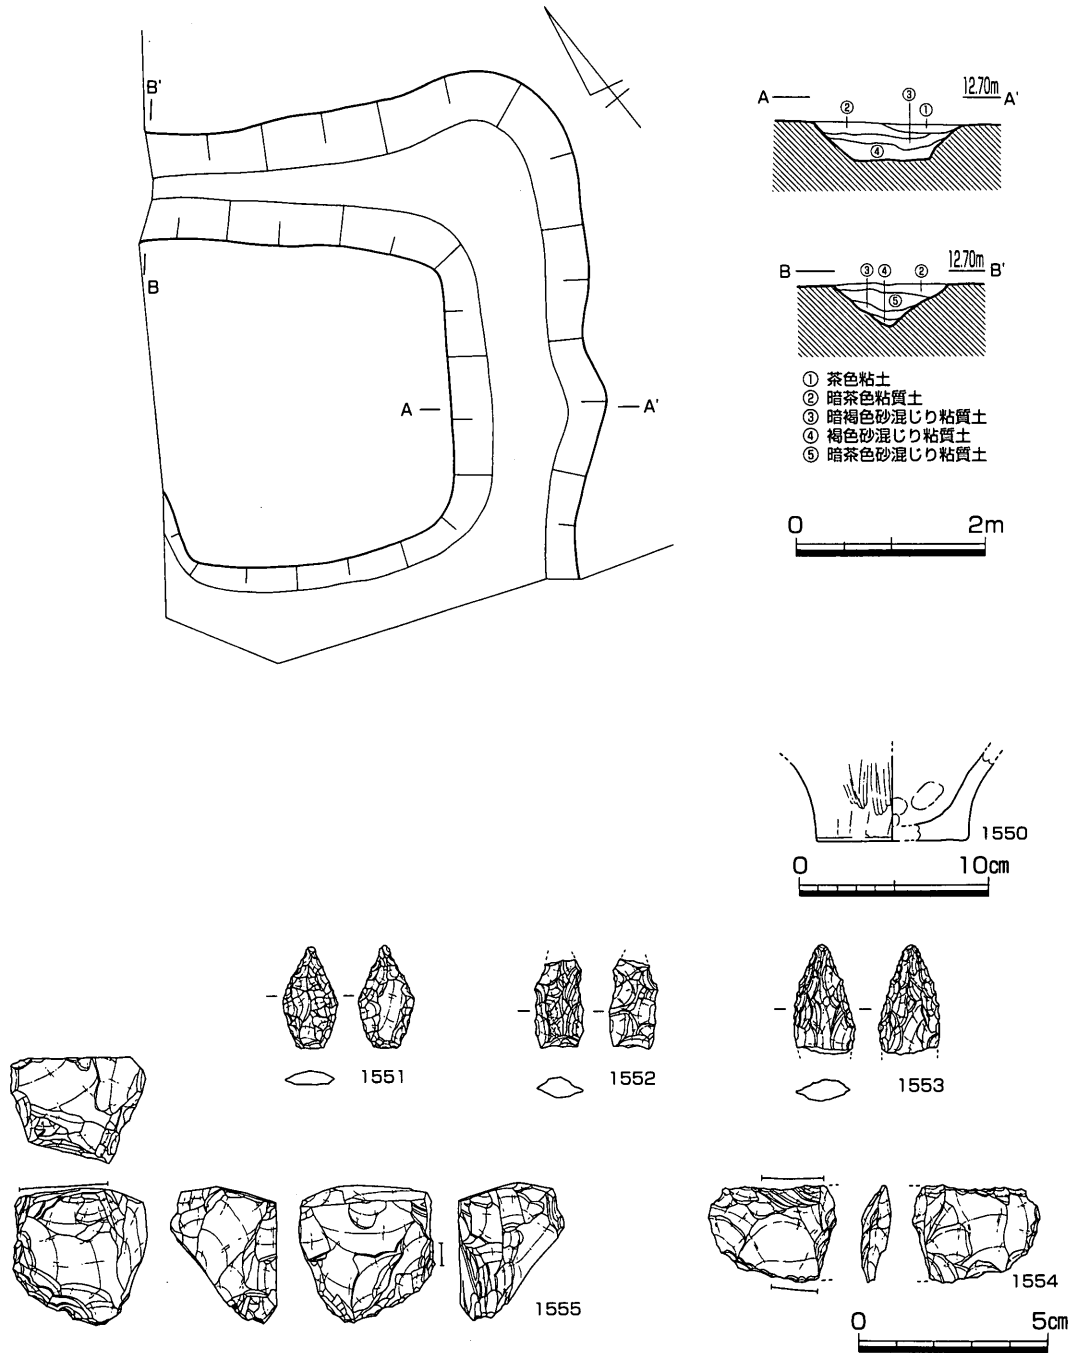 B'
B
A
A'
A
12.70m
A'
②
③
①
④
B
12.70m
B'
③
④
②
⑤
① 茶色粘土
② 暗茶色粘質土
③ 暗褐色砂混じり粘質土
④ 褐色砂混じり粘質土
⑤ 暗茶色砂混じり粘質土
0 2m
1550
0 10cm
1551
1552
1553
1555
1554
0 5cm